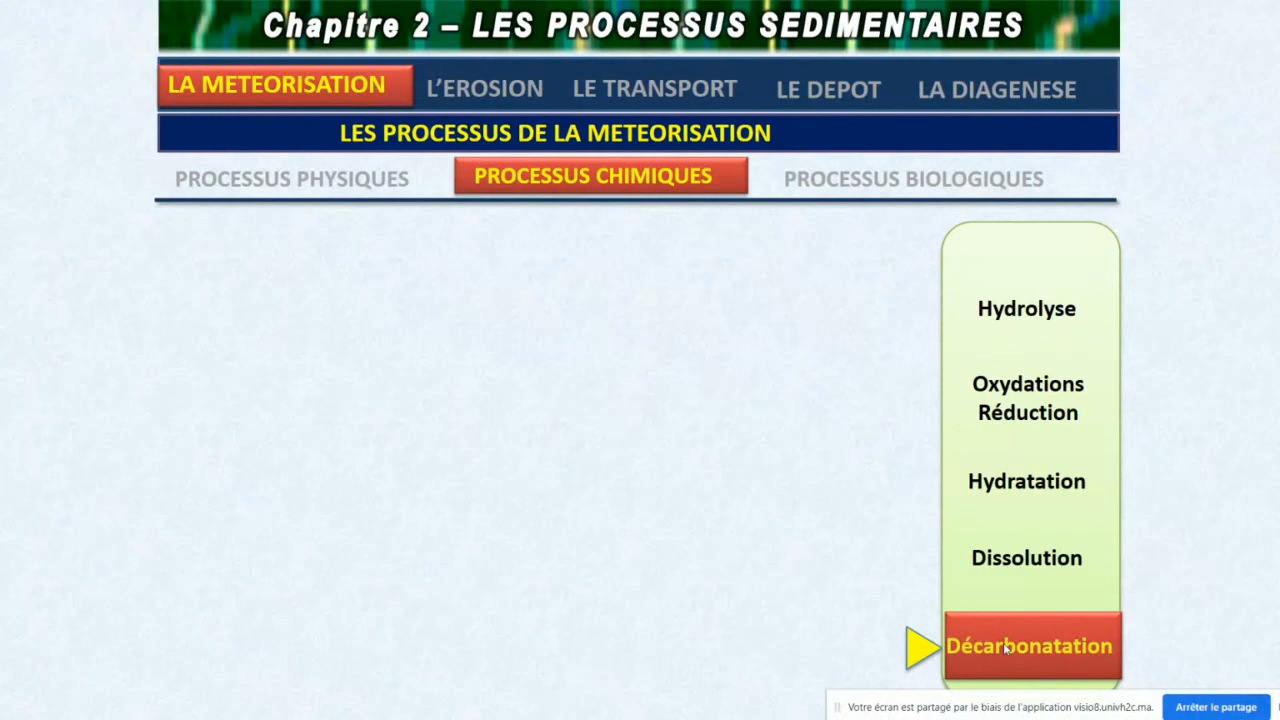 Chapitre 2 – LES PROCESSUS SEDIMENTAIRES
LA METEORISATION L'EROSION LE TRANSPORT LE DEPOT LA DIAGENESE
LES PROCESSUS DE LA METEORISATION
PROCESSUS PHYSIQUES PROCESSUS CHIMIQUES PROCESSUS BIOLOGIQUES
Hydrolyse
Oxydations
Réduction
Hydratation
Dissolution
Décarbonatation
Votre écran est partagé par le biais de l'application visio8.univh2c.ma. Arrêter le partage